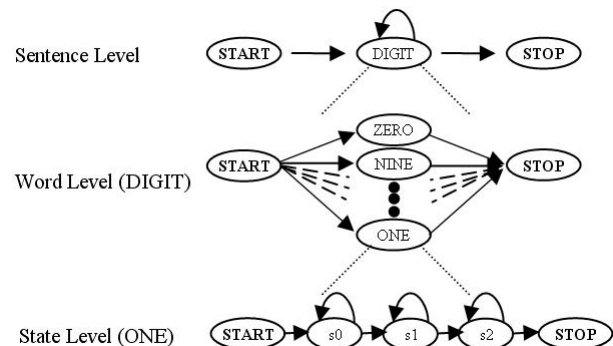 Sentence Level START DIGIT STOP
ZERO
START NINE STOP
Word Level (DIGIT)
ONE
State Level (ONE) START s0 s1 s2 STOP